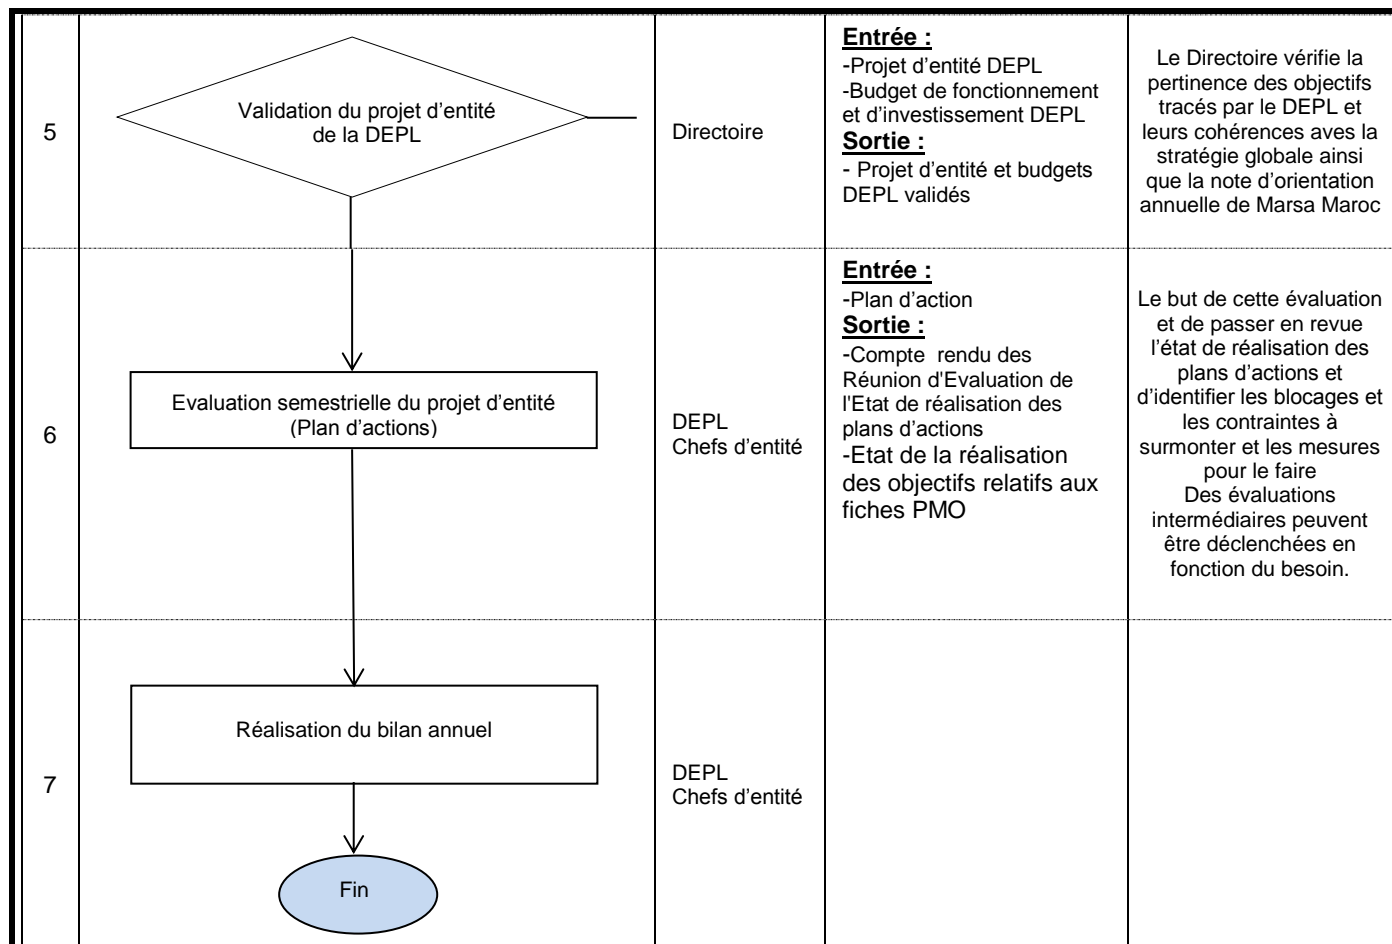 5
Validation du projet d’entité
de la DEPL
Directoire
Entrée :
-Projet d’entité DEPL
-Budget de fonctionnement
et d’investissement DEPL
Sortie :
- Projet d’entité et budgets
DEPL validés
Le Directoire vérifie la
pertinence des objectifs
tracés par le DEPL et
leurs cohérences aves la
stratégie globale ainsi
que la note d’orientation
annuelle de Marsa Maroc
6
Evaluation semestrielle du projet d’entité
(Plan d’actions)
DEPL
Chefs d’entité
Entrée :
-Plan d’action
Sortie :
-Compte rendu des
Réunion d'Evaluation de
l'Etat de réalisation des
plans d’actions
-Etat de la réalisation
des objectifs relatifs aux
fiches PMO
Le but de cette évaluation
et de passer en revue
l’état de réalisation des
plans d’actions et
d’identifier les blocages et
les contraintes à
surmonter et les mesures
pour le faire
Des évaluations
intermédiaires peuvent
être déclenchées en
fonction du besoin.
7
Réalisation du bilan annuel
DEPL
Chefs d’entité
Fin